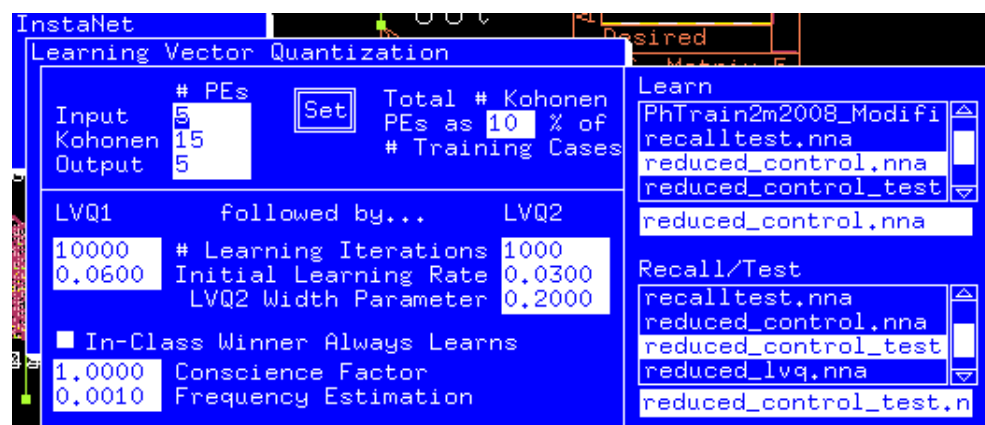 InstaNet
Out
Desired
Learning Vector Quantization
# PEs
Input 5
Kohonen 15
Output 5
Set
Total # Kohonen
PEs as 10 % of
# Training Cases
LVQ1 followed by... LVQ2
10000 # Learning Iterations 1000
0.0600 Initial Learning Rate 0.0300
LVQ2 Width Parameter 0.2000
In-Class Winner Always Learns
1.0000 Conscience Factor
0.0010 Frequency Estimation
Learn
PhTrain2m2008_Modifi
recalltest.nna
reduced_control.nna
reduced_control_test
reduced_control.nna
Recall/Test
recalltest.nna
reduced_control.nna
reduced_control_test
reduced_lvq.nna
reduced_control_test.n